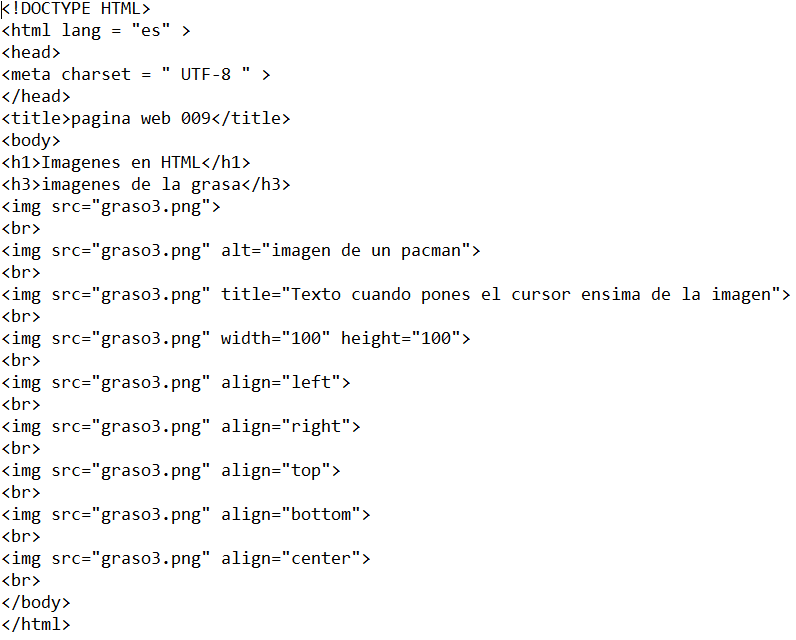 <!DOCTYPE HTML>
<html lang = "es" >
<head>
<meta charset = " UTF-8 " >
</head>
<title>pagina web 009</title>
<body>
<h1>Imagenes en HTML</h1>
<h3>imagenes de la grasa</h3>
<img src="graso3.png">
<br>
<img src="graso3.png" alt="imagen de un pacman">
<br>
<img src="graso3.png" title="Texto cuando pones el cursor ensima de la imagen">
<br>
<img src="graso3.png" width="100" height="100">
<br>
<img src="graso3.png" align="left">
<br>
<img src="graso3.png" align="right">
<br>
<img src="graso3.png" align="top">
<br>
<img src="graso3.png" align="bottom">
<br>
<img src="graso3.png" align="center">
<br>
</body>
</html>